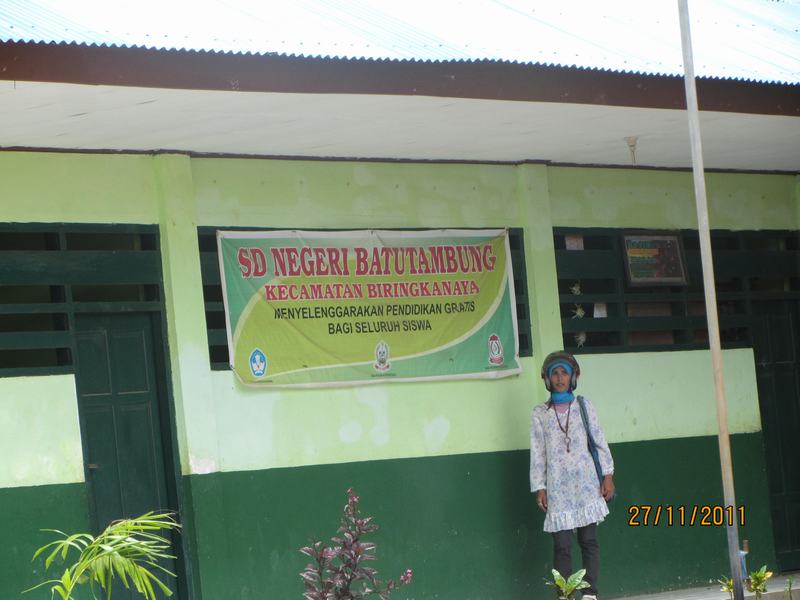 SD NEGERI BATUTAMBUNG
KECAMATAN BIRINGKANAYA
MENYELENGGARAKAN PENDIDIKAN GRATIS
BAGI SELURUH SISWA
27/11/2011